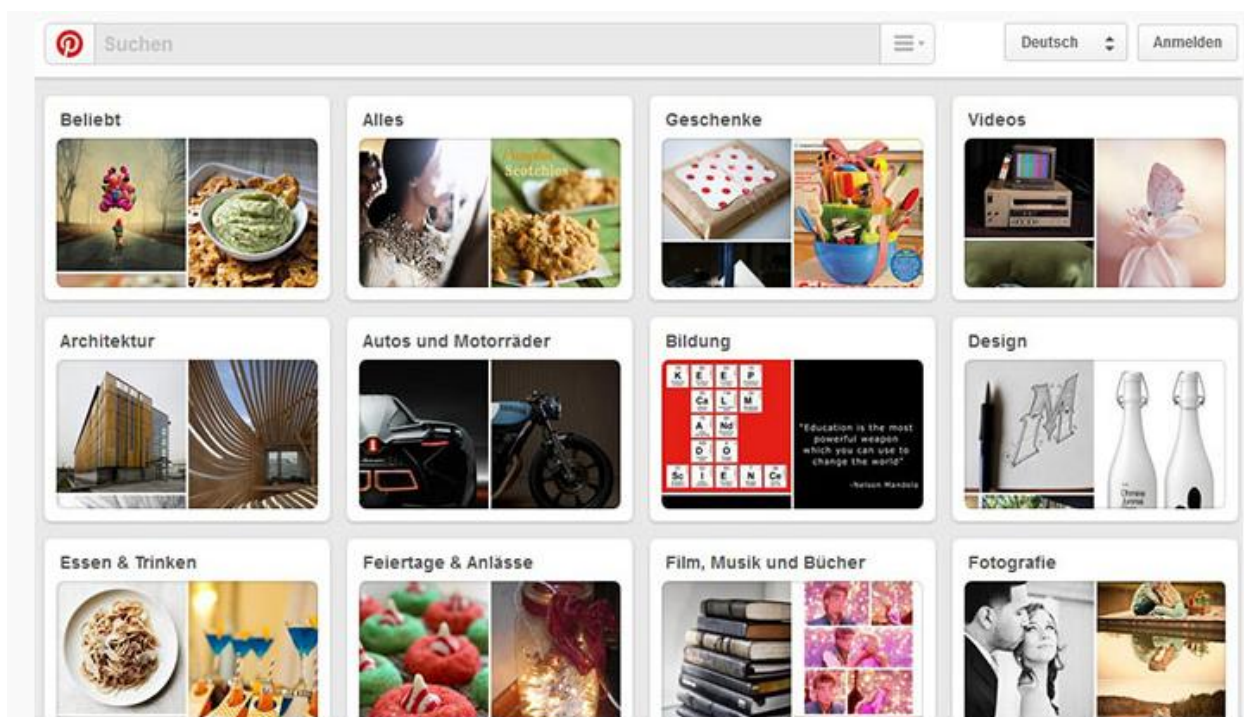 Suchen
Deutsch
Anmelden
Beliebt
Alles
Geschenke
Videos
Scotchies
Architektur
Autos und Motorräder
Bildung
Design
K E E P
Ca L M
A Nd
D O
Sc I E N Ce
"Education is the most
powerful weapon
which you can use to
change the world"
-Nelson Mandela
Essen & Trinken
Feiertage & Anlässe
Film, Musik und Bücher
Fotografie